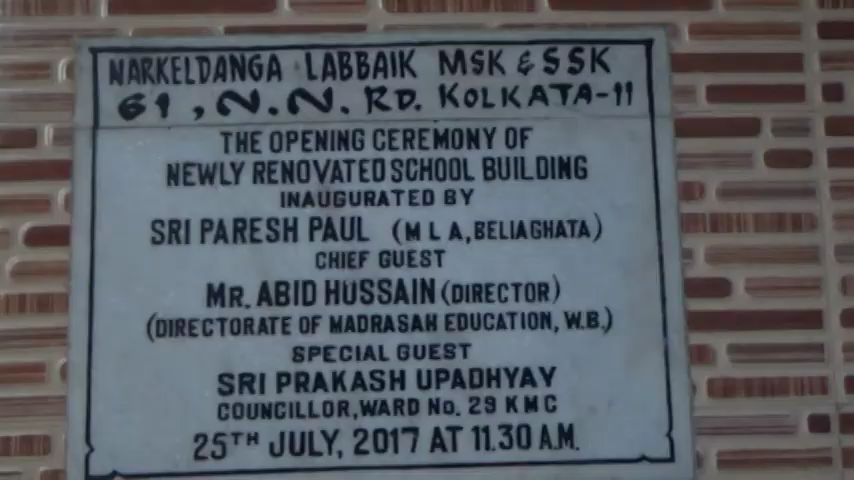 NARKELDANGA LABBAIK MSK & SSK
61, N.N. RD. KOLKATA-11
THE OPENING CEREMONY OF
NEWLY RENOVATED SCHOOL BUILDING
INAUGURATED BY
SRI PARESH PAUL (M L A, BELIAGHATA)
CHIEF GUEST
MR. ABID HUSSAIN (DIRECTOR)
(DIRECTORATE OF MADRASAH EDUCATION, W.B.)
SPECIAL GUEST
SRI PRAKASH UPADHYAY
COUNCILLOR, WARD No. 29 KMC
25TH JULY, 2017 AT 11.30 A.M.